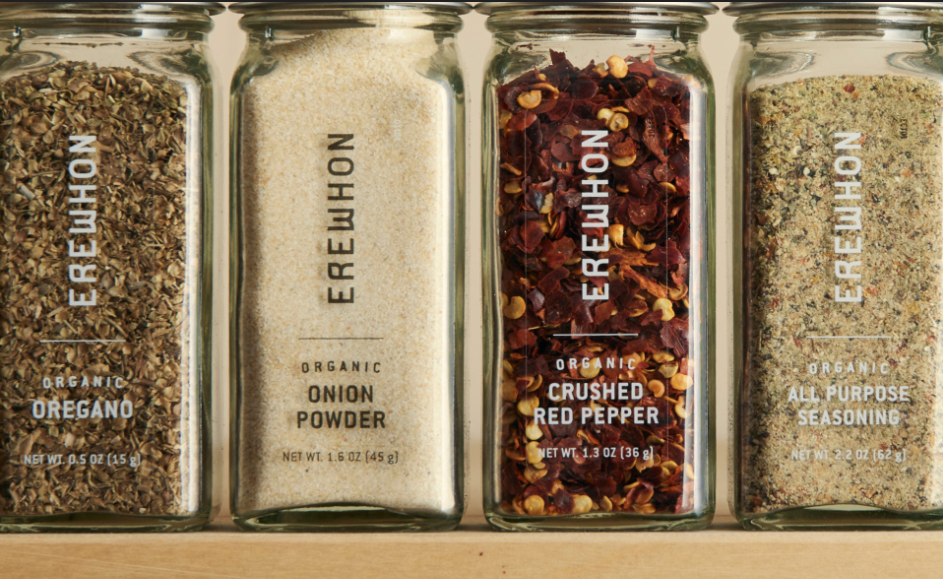 EREWHON
ORGANIC
OREGANO
NET WT. 0.5 OZ (15 g)
EREWHON
ORGANIC
ONION
POWDER
NET WT. 1.6 OZ (45 g)
EREWHON
ORGANIC
CRUSHED
RED PEPPER
NET WT. 1.3 OZ (36 g)
EREWHON
ORGANIC
ALL PURPOSE
SEASONING
NET WT. 2.2 OZ (62 g)